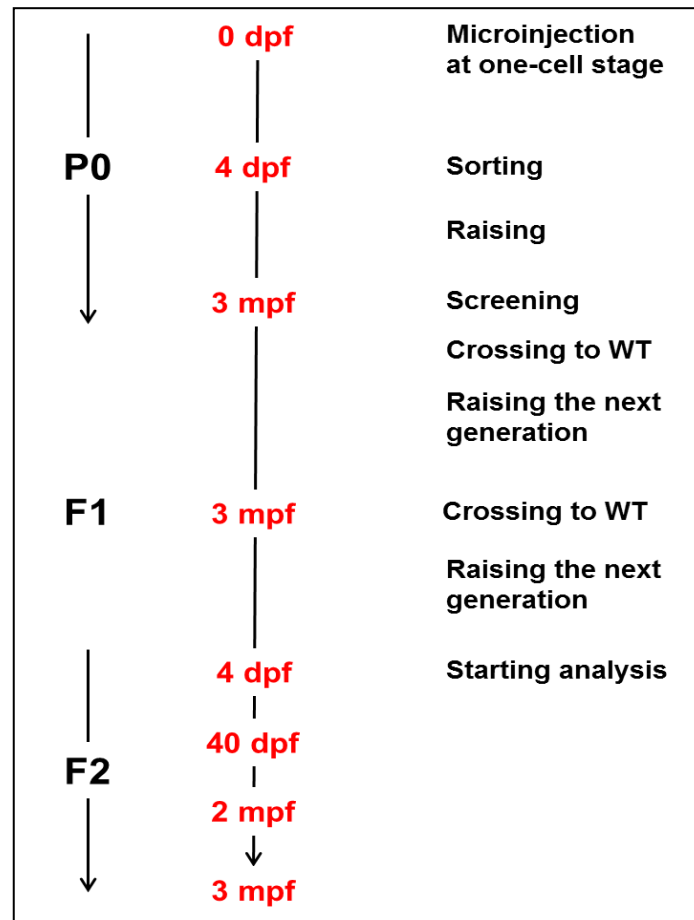 0 dpf
Microinjection
at one-cell stage
P0
4 dpf
Sorting
Raising
3 mpf
Screening
Crossing to WT
Raising the next
generation
F1
3 mpf
Crossing to WT
Raising the next
generation
4 dpf
Starting analysis
40 dpf
F2
2 mpf
3 mpf